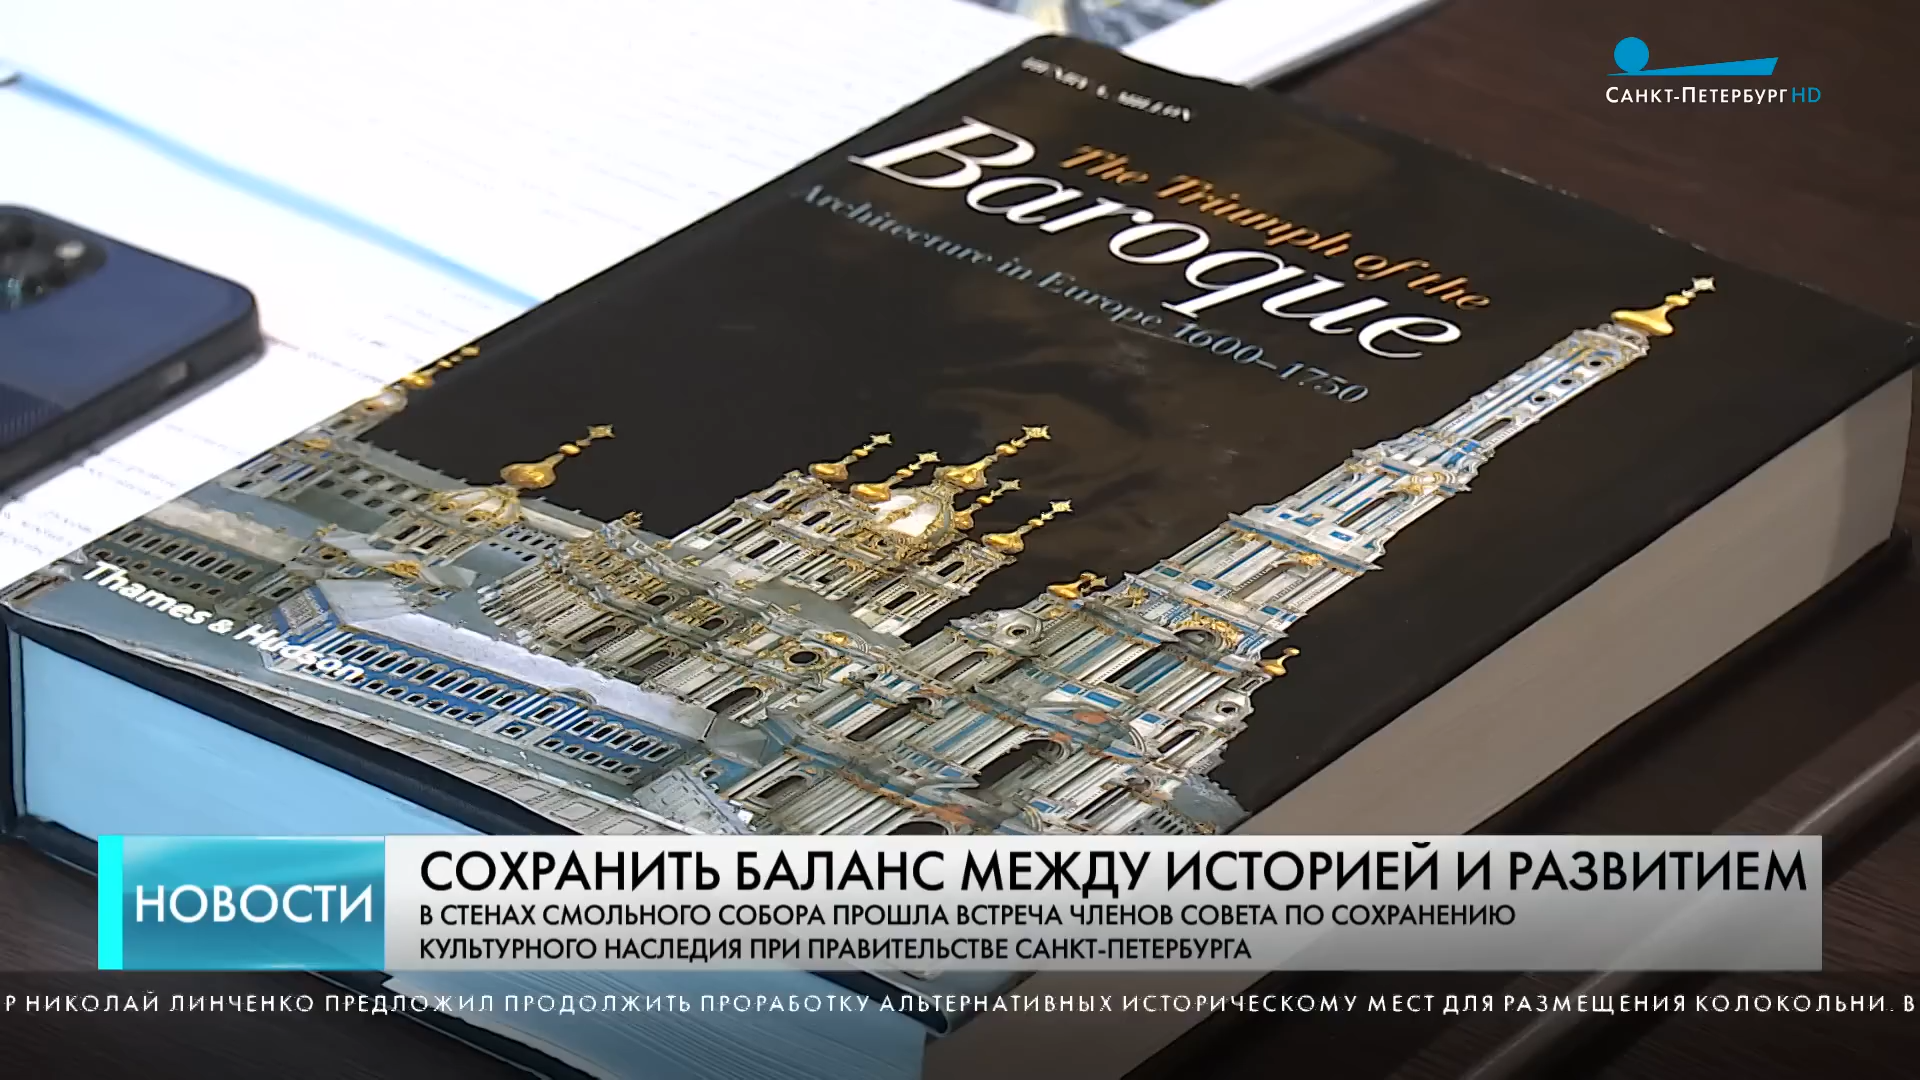 САНКТ-ПЕТЕРБУРГ HD
HENRY A. MILLON
The Triumph of the
Baroque
Architecture in Europe 1600–1750
Thames & Hudson
НОВОСТИ
СОХРАНИТЬ БАЛАНС МЕЖДУ ИСТОРИЕЙ И РАЗВИТИЕМ
В СТЕНАХ СМОЛЬНОГО СОБОРА ПРОШЛА ВСТРЕЧА ЧЛЕНОВ СОВЕТА ПО СОХРАНЕНИЮ
КУЛЬТУРНОГО НАСЛЕДИЯ ПРИ ПРАВИТЕЛЬСТВЕ САНКТ-ПЕТЕРБУРГА
Р НИКОЛАЙ ЛИНЧЕНКО ПРЕДЛОЖИЛ ПРОДОЛЖИТЬ ПРОРАБОТКУ АЛЬТЕРНАТИВНЫХ ИСТОРИЧЕСКОМУ МЕСТ ДЛЯ РАЗМЕЩЕНИЯ КОЛОКОЛЬНИ. В